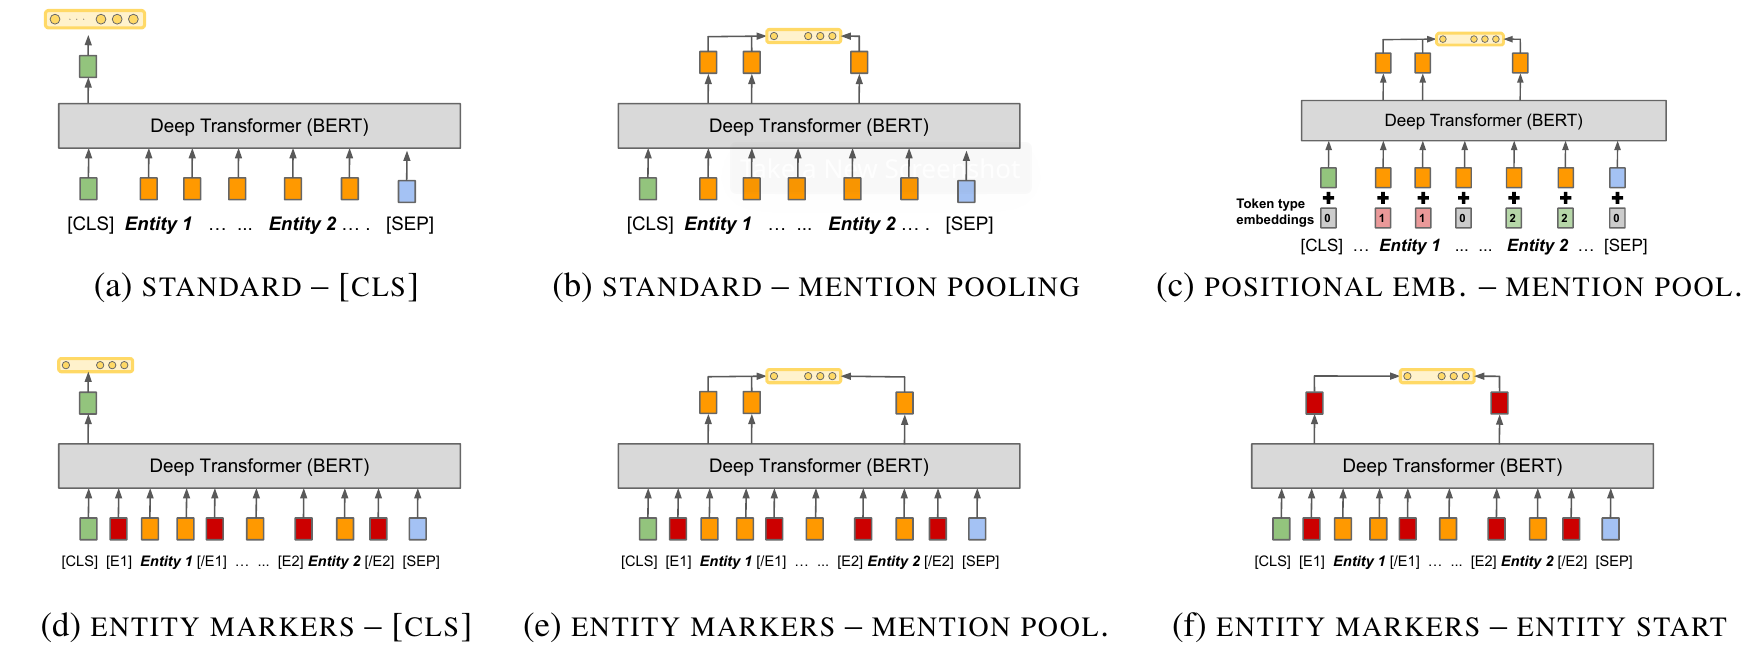 Deep Transformer (BERT)
[CLS] Entity 1 ... ... Entity 2 ... . [SEP]
(a) STANDARD – [CLS]
Deep Transformer (BERT)
Take a New Screenshot
[CLS] Entity 1 ... ... Entity 2 ... . [SEP]
(b) STANDARD – MENTION POOLING
Deep Transformer (BERT)
Token type
embeddings 0 1 1 0 2 2 0
[CLS] ... Entity 1 ... ... Entity 2 ... [SEP]
(c) POSITIONAL EMB. – MENTION POOL.
Deep Transformer (BERT)
[CLS] [E1] Entity 1 [/E1] ... ... [E2] Entity 2 [/E2] [SEP]
(d) ENTITY MARKERS – [CLS]
Deep Transformer (BERT)
[CLS] [E1] Entity 1 [/E1] ... ... [E2] Entity 2 [/E2] [SEP]
(e) ENTITY MARKERS – MENTION POOL.
Deep Transformer (BERT)
[CLS] [E1] Entity 1 [/E1] ... ... [E2] Entity 2 [/E2] [SEP]
(f) ENTITY MARKERS – ENTITY START